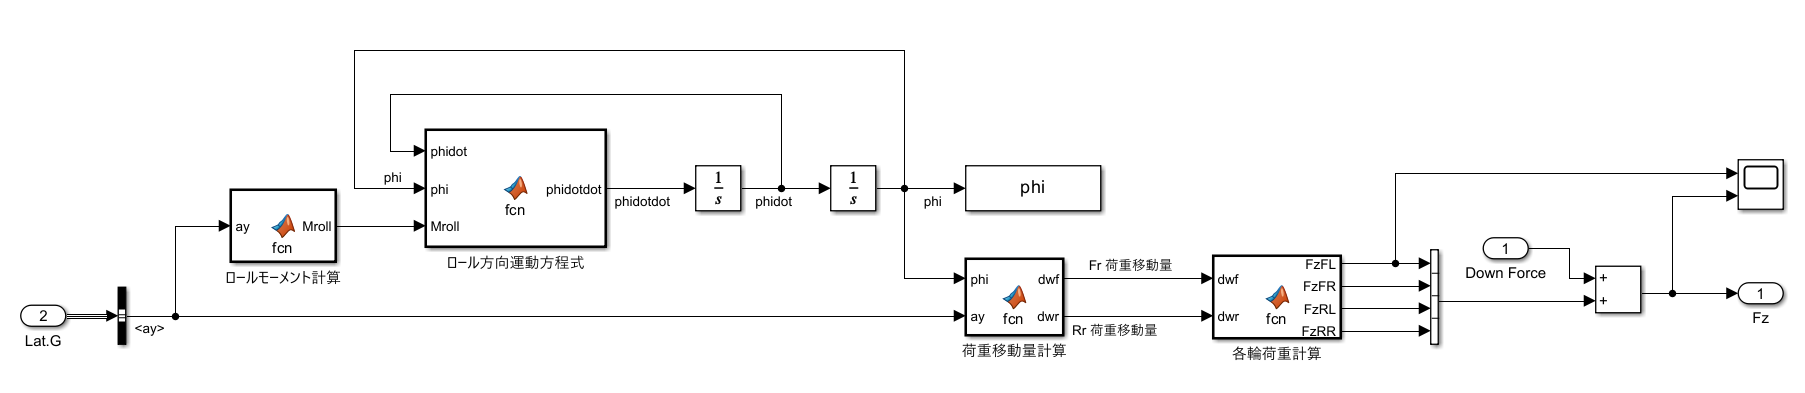 phidot
phi
phi
Mroll
phidotdot
fcn
ロール方向運動方程式
phidotdot
1
s
phidot
1
s
phi
phi
ay
Mroll
fcn
ロールモーメント計算
2
Lat.G
<ay>
phi
ay
dwf
dwr
fcn
荷重移動量計算
Fr 荷重移動量
Rr 荷重移動量
dwf
dwr
fcn
FzFL
FzFR
FzRL
FzRR
各輪荷重計算
1
Down Force
+
+
1
Fz